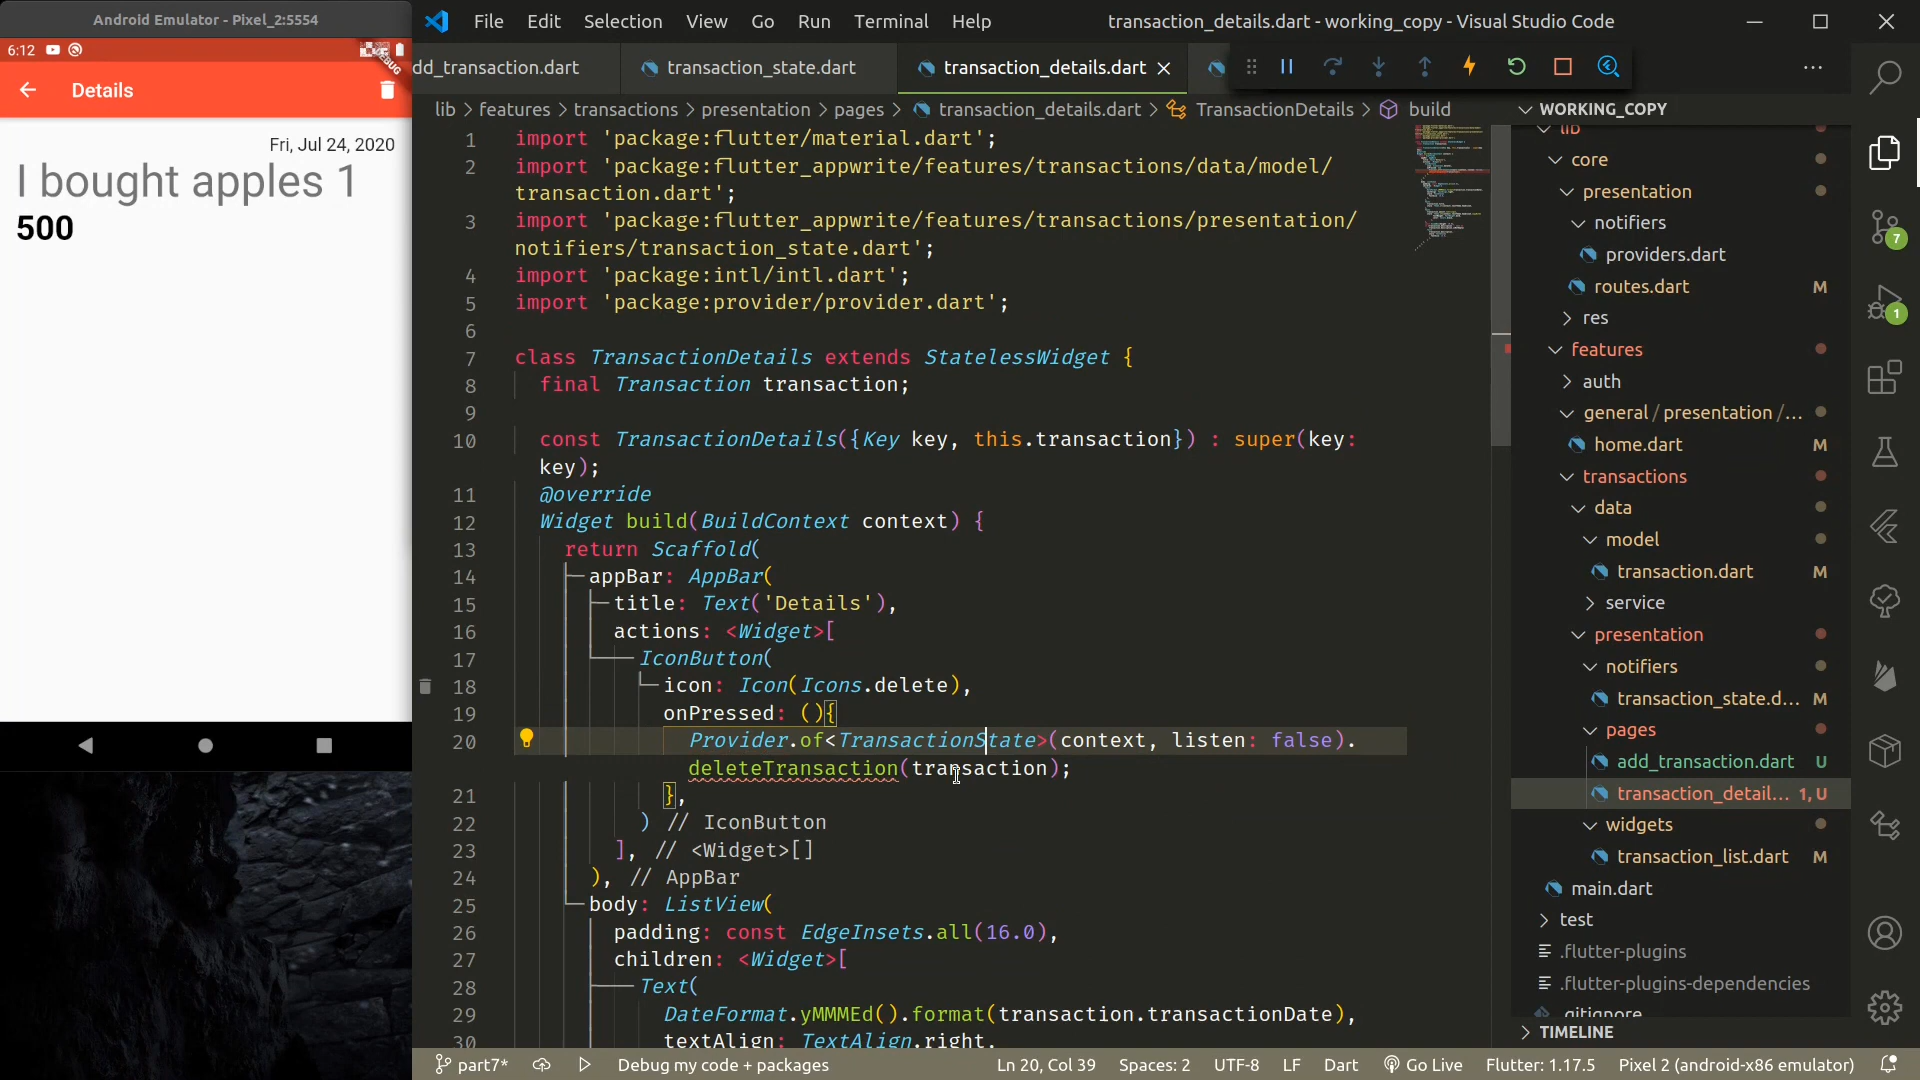 Android Emulator - Pixel_2:5554
6:12
DEBUG
Details
Fri, Jul 24, 2020
I bought apples 1
500
File Edit Selection View Go Run Terminal Help
transaction_details.dart - working_copy - Visual Studio Code
dd_transaction.dart
transaction_state.dart
transaction_details.dart
lib > features > transactions > presentation > pages > transaction_details.dart > TransactionDetails > build
1 import 'package:flutter/material.dart';
2 import 'package:flutter_appwrite/features/transactions/data/model/
transaction.dart';
3 import 'package:flutter_appwrite/features/transactions/presentation/
notifiers/transaction_state.dart';
4 import 'package:intl/intl.dart';
5 import 'package:provider/provider.dart';
6
7 class TransactionDetails extends StatelessWidget {
8 final Transaction transaction;
9
10 const TransactionDetails({Key key, this.transaction}) : super(key:
key);
11 @override
12 Widget build(BuildContext context) {
13 return Scaffold(
14 appBar: AppBar(
15 title: Text('Details'),
16 actions: <Widget>[
17 IconButton(
18 icon: Icon(Icons.delete),
19 onPressed: (){
20 Provider.of<TransactionState>(context, listen: false).
deleteTransaction(transaction);
21 },
22 ) // IconButton
23 ], // <Widget>[]
24 ), // AppBar
25 body: ListView(
26 padding: const EdgeInsets.all(16.0),
27 children: <Widget>[
28 Text(
29 DateFormat.yMMMEd().format(transaction.transactionDate),
30 textAlign: TextAlign.right,
WORKING_COPY
lib
core
presentation
notifiers
providers.dart
routes.dart M
res
features
auth
general / presentation / ...
home.dart M
transactions
data
model
transaction.dart M
service
presentation
notifiers
transaction_state.d... M
pages
add_transaction.dart U
transaction_detail... 1, U
widgets
transaction_list.dart M
main.dart
test
.flutter-plugins
.flutter-plugins-dependencies
.gitignore
TIMELINE
7
1
part7*
Debug my code + packages
Ln 20, Col 39
Spaces: 2
UTF-8
LF
Dart
Go Live
Flutter: 1.17.5
Pixel 2 (android-x86 emulator)